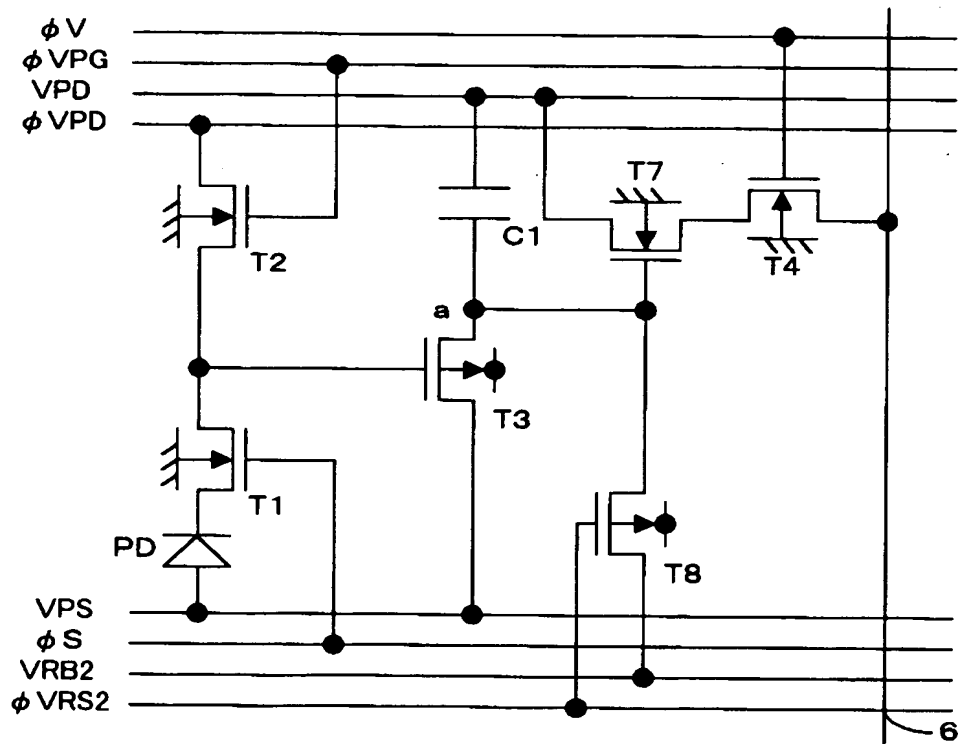 φV
φVPG
VPD
φVPD
T7
C1
T2
T4
a
T3
T1
PD
T8
VPS
φS
VRB2
φVRS2
6